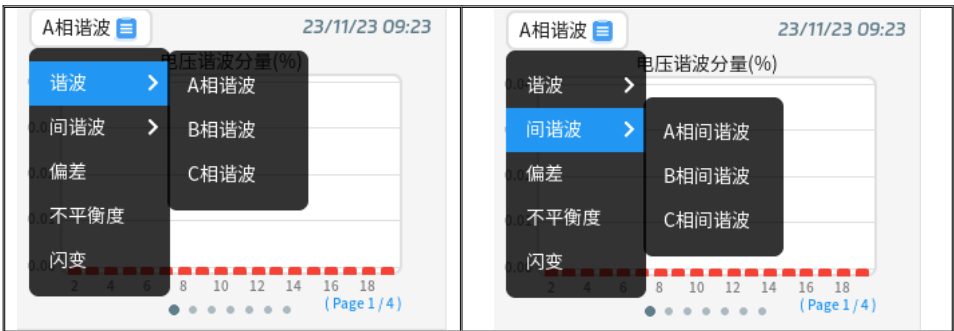 A相谐波
23/11/23 09:23
电压谐波分量(%)
谐波
A相谐波
间谐波
B相谐波
偏差
C相谐波
不平衡度
闪变
2 4 6 8 10 12 14 16 18
( Page 1 / 4 )
A相谐波
23/11/23 09:23
电压谐波分量(%)
谐波
间谐波
A相间谐波
偏差
B相间谐波
不平衡度
C相间谐波
闪变
2 4 6 8 10 12 14 16 18
( Page 1 / 4 )